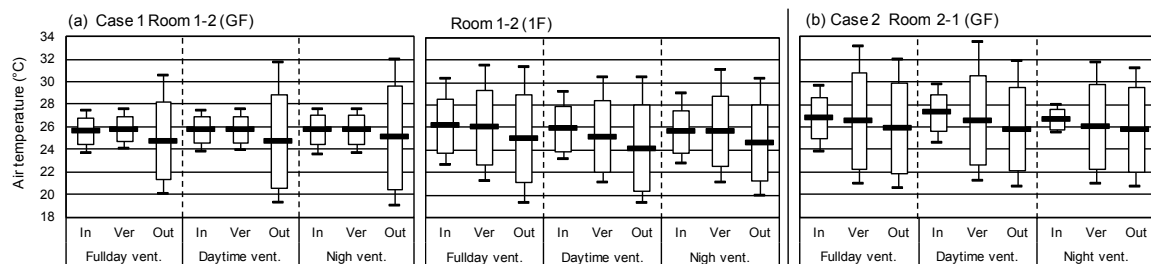 (a) Case 1 Room 1-2 (GF)
Room 1-2 (1F)
(b) Case 2 Room 2-1 (GF)
Air temperature (°C)
34
32
30
28
26
24
22
20
18
In Ver Out In Ver Out In Ver Out
Fullday vent. Daytime vent. Nigh vent.
In Ver Out In Ver Out In Ver Out
Fullday vent. Daytime vent. Nigh vent.
In Ver Out In Ver Out In Ver Out
Fullday vent. Daytime vent. Night vent.